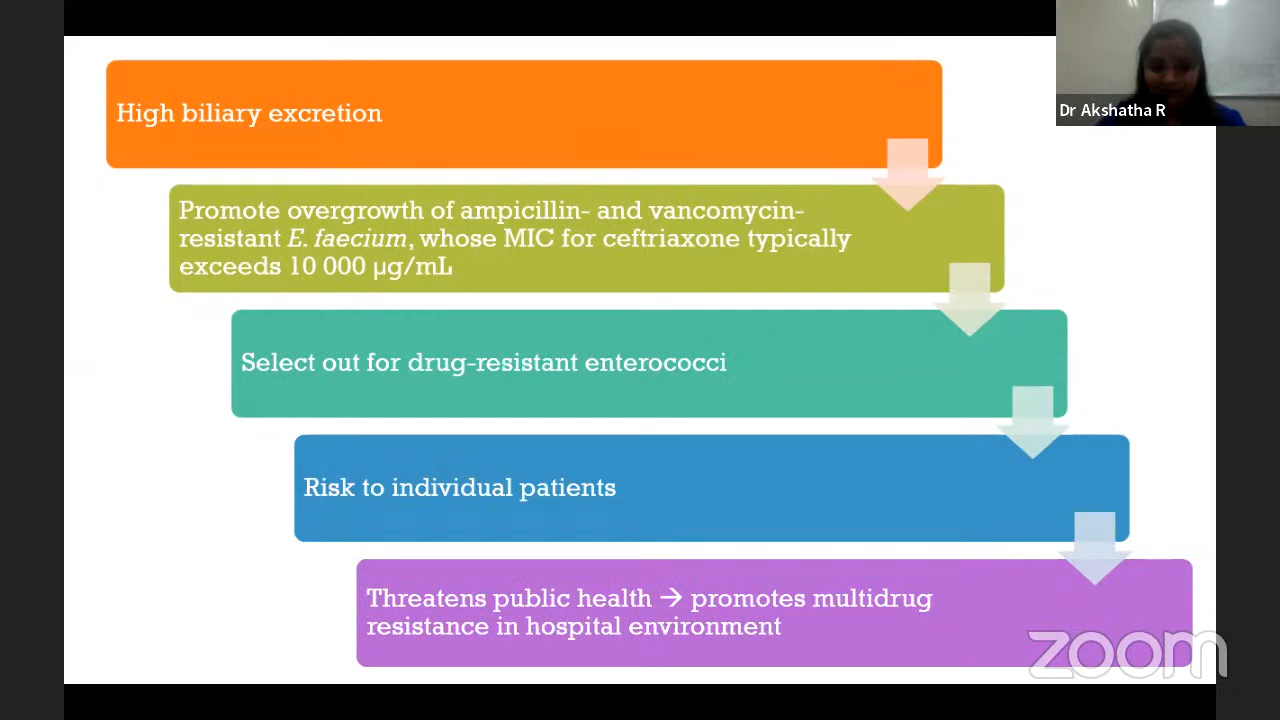 High biliary excretion
Promote overgrowth of ampicillin- and vancomycin-
resistant E. faecium, whose MIC for ceftriaxone typically
exceeds 10 000 µg/mL
Select out for drug-resistant enterococci
Risk to individual patients
Threatens public health → promotes multidrug
resistance in hospital environment
Dr Akshatha R
zoom